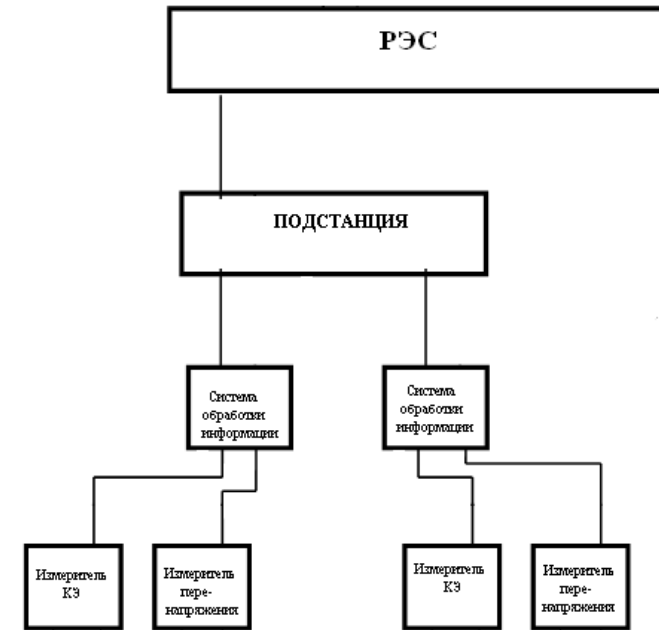 РЭС
ПОДСТАНЦИЯ
Система
обработки
информации
Система
обработки
информации
Измеритель
КЭ
Измеритель
пере-
напряжения
Измеритель
КЭ
Измеритель
пере-
напряжения